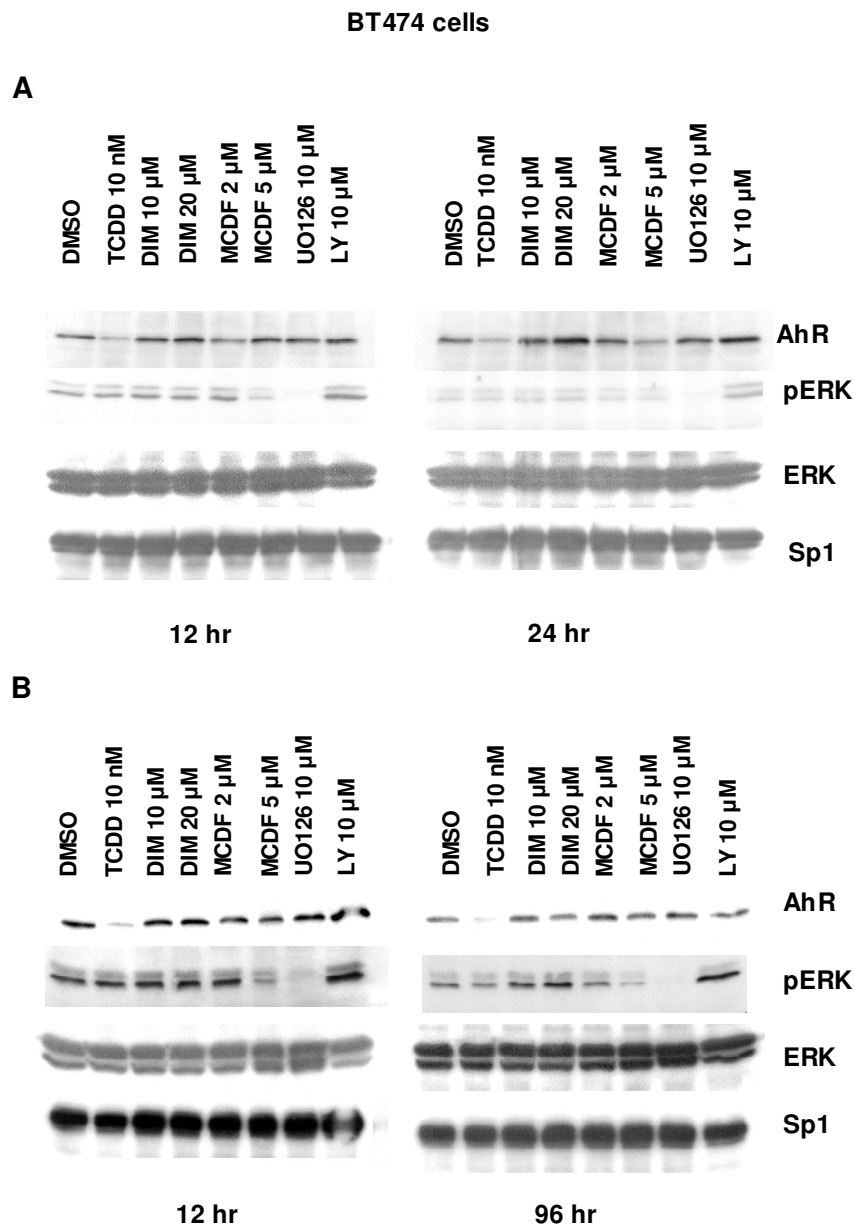 BT474 cells
A
DMSO
TCDD 10 nM
DIM 10 µM
DIM 20 µM
MCDF 2 µM
MCDF 5 µM
UO126 10 µM
LY 10 µM
DMSO
TCDD 10 nM
DIM 10 µM
DIM 20 µM
MCDF 2 µM
MCDF 5 µM
UO126 10 µM
LY 10 µM
AhR
pERK
ERK
Sp1
12 hr
24 hr
B
DMSO
TCDD 10 nM
DIM 10 µM
DIM 20 µM
MCDF 2 µM
MCDF 5 µM
UO126 10 µM
LY 10 µM
DMSO
TCDD 10 nM
DIM 10 µM
DIM 20 µM
MCDF 2 µM
MCDF 5 µM
UO126 10 µM
LY 10 µM
AhR
pERK
ERK
Sp1
12 hr
96 hr